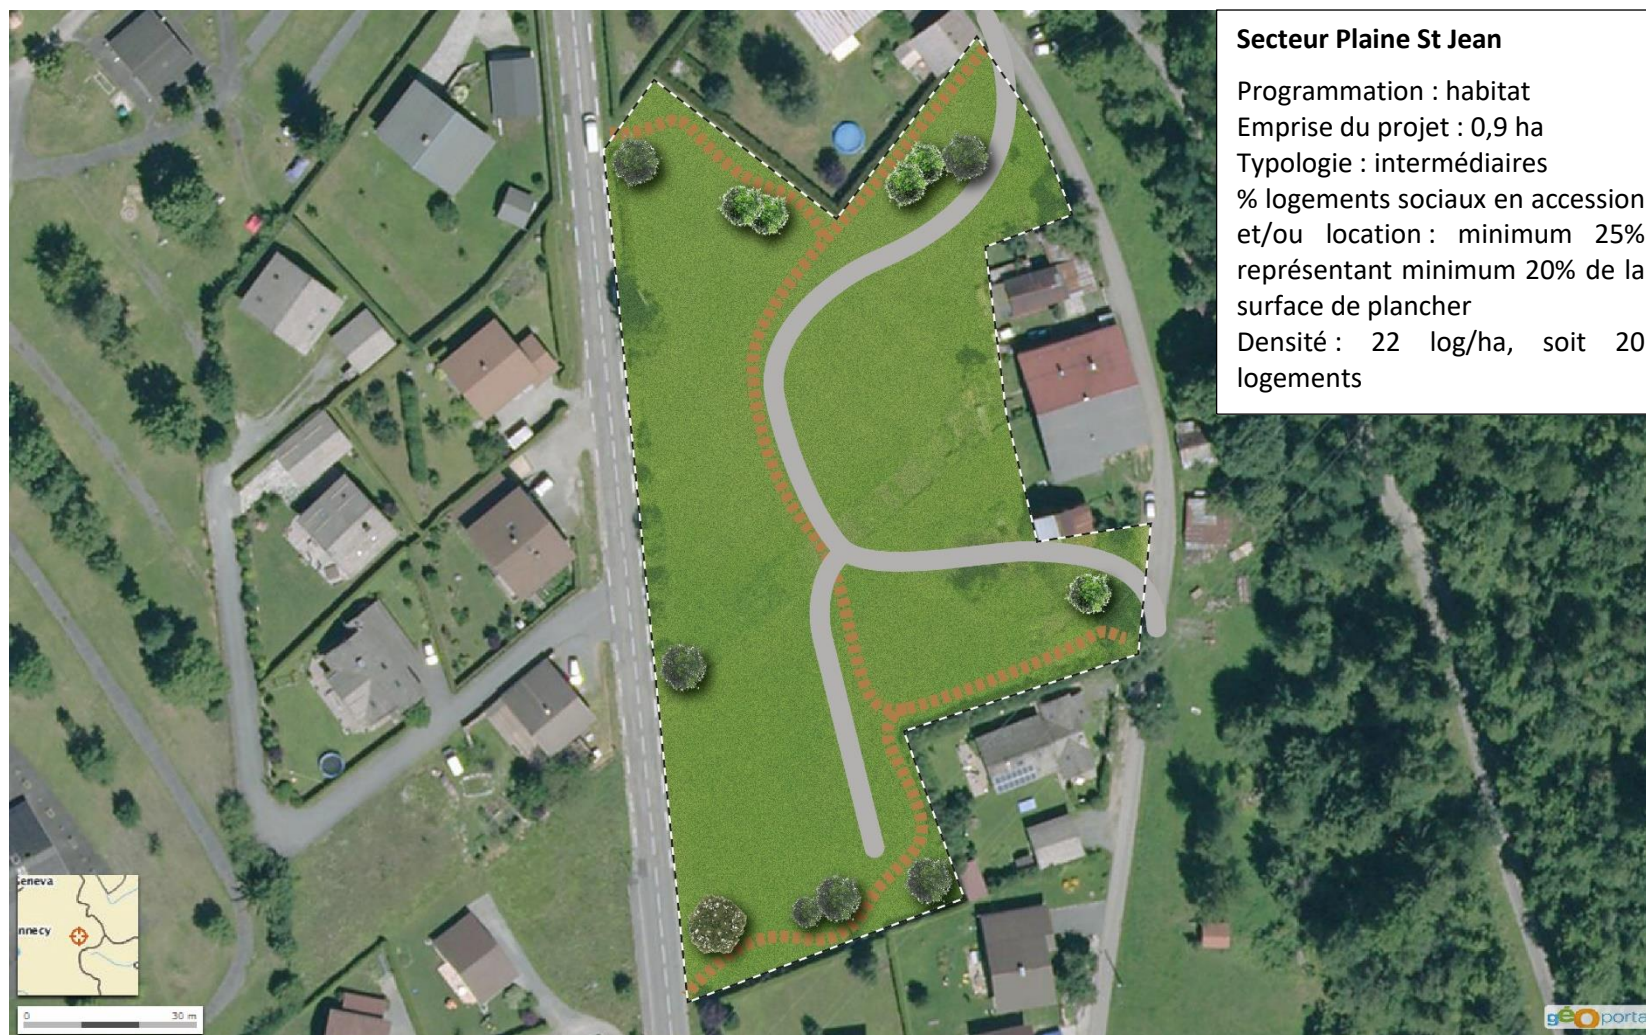 Secteur Plaine St Jean
Programmation : habitat
Emprise du projet : 0,9 ha
Typologie : intermédiaires
% logements sociaux en accession
et/ou location : minimum 25%
représentant minimum 20% de la
surface de plancher
Densité : 22 log/ha, soit 20
logements
Geneva
nnecy
0 30 m
géoporta